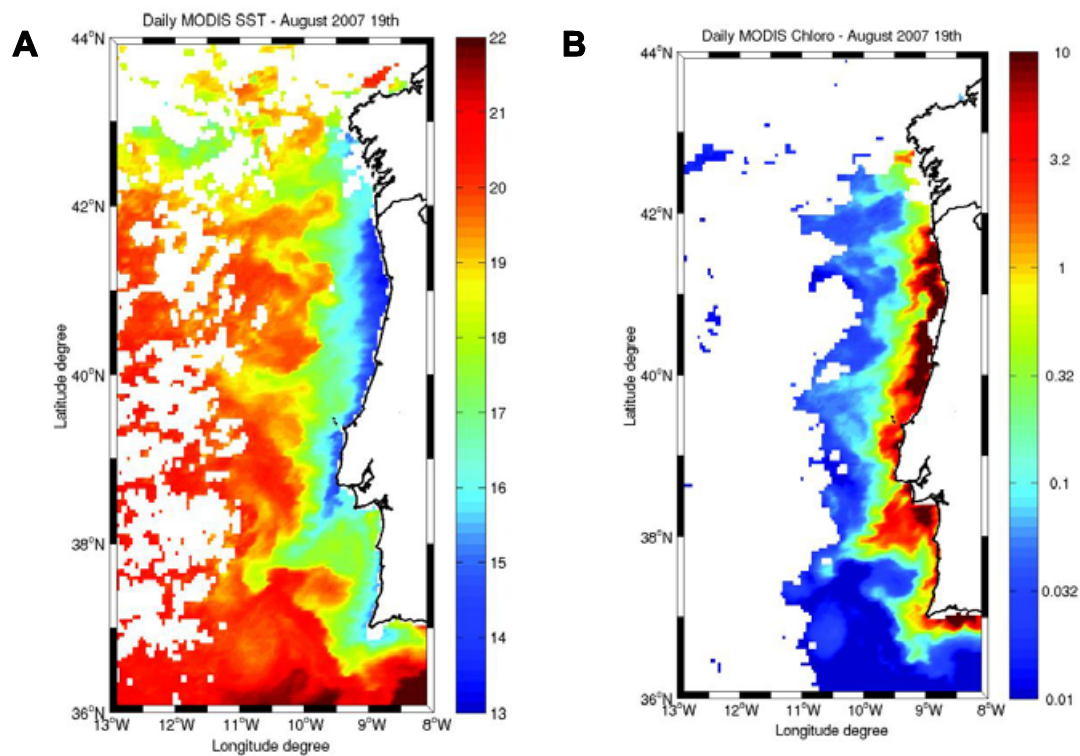 A
Daily MODIS SST - August 2007 19th
44°N
42°N
40°N
38°N
36°N
Latitude degree
13°W 12°W 11°W 10°W 9°W 8°W
Longitude degree
22
21
20
19
18
17
16
15
14
13
B
Daily MODIS Chloro - August 2007 19th
44°N
42°N
40°N
38°N
36°N
Latitude degree
13°W 12°W 11°W 10°W 9°W 8°W
Longitude degree
10
3.2
1
0.32
0.1
0.032
0.01